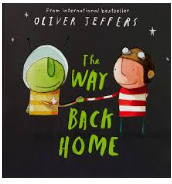 From international bestseller
OLIVER JEFFERS
The
WAY
BACK
HOME